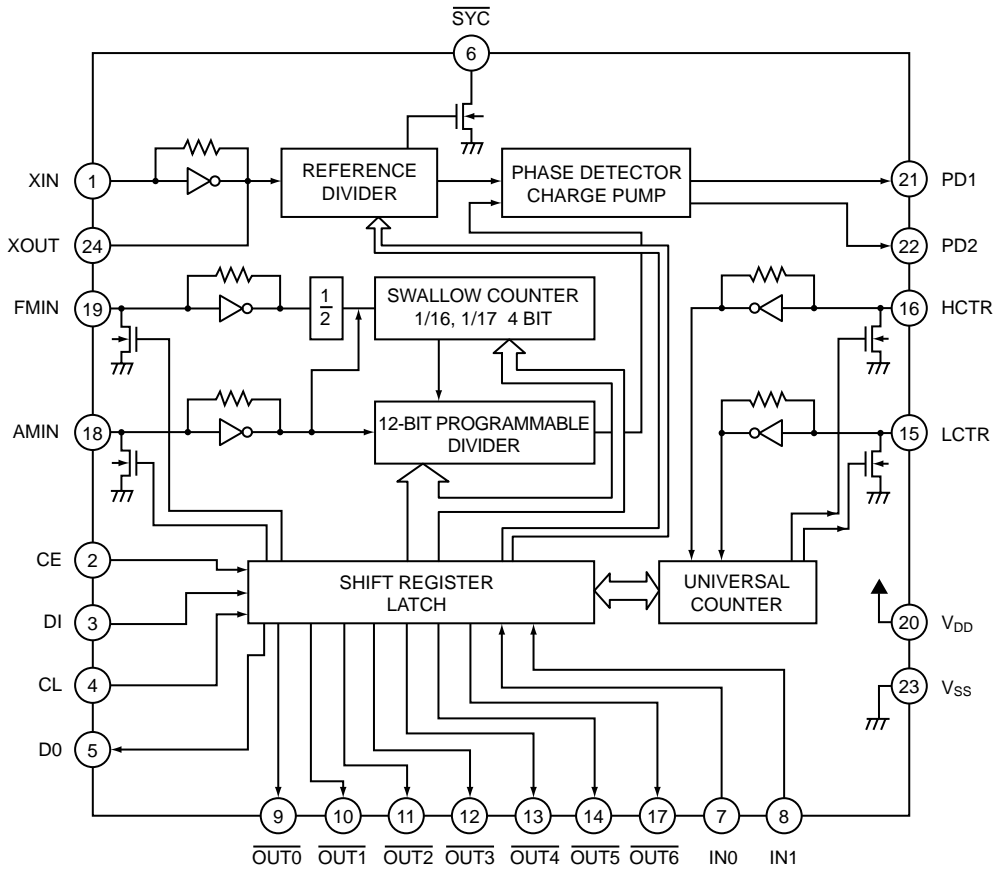 SYC
6
XIN 1
REFERENCE
DIVIDER
PHASE DETECTOR
CHARGE PUMP
21 PD1
XOUT 24
22 PD2
FMIN 19
1
2
SWALLOW COUNTER
1/16, 1/17 4 BIT
16 HCTR
AMIN 18
12-BIT PROGRAMMABLE
DIVIDER
15 LCTR
CE 2
SHIFT REGISTER
LATCH
UNIVERSAL
COUNTER
DI 3
20 VDD
CL 4
23 VSS
D0 5
9 10 11 12 13 14 17 7 8
OUT0 OUT1 OUT2 OUT3 OUT4 OUT5 OUT6 IN0 IN1